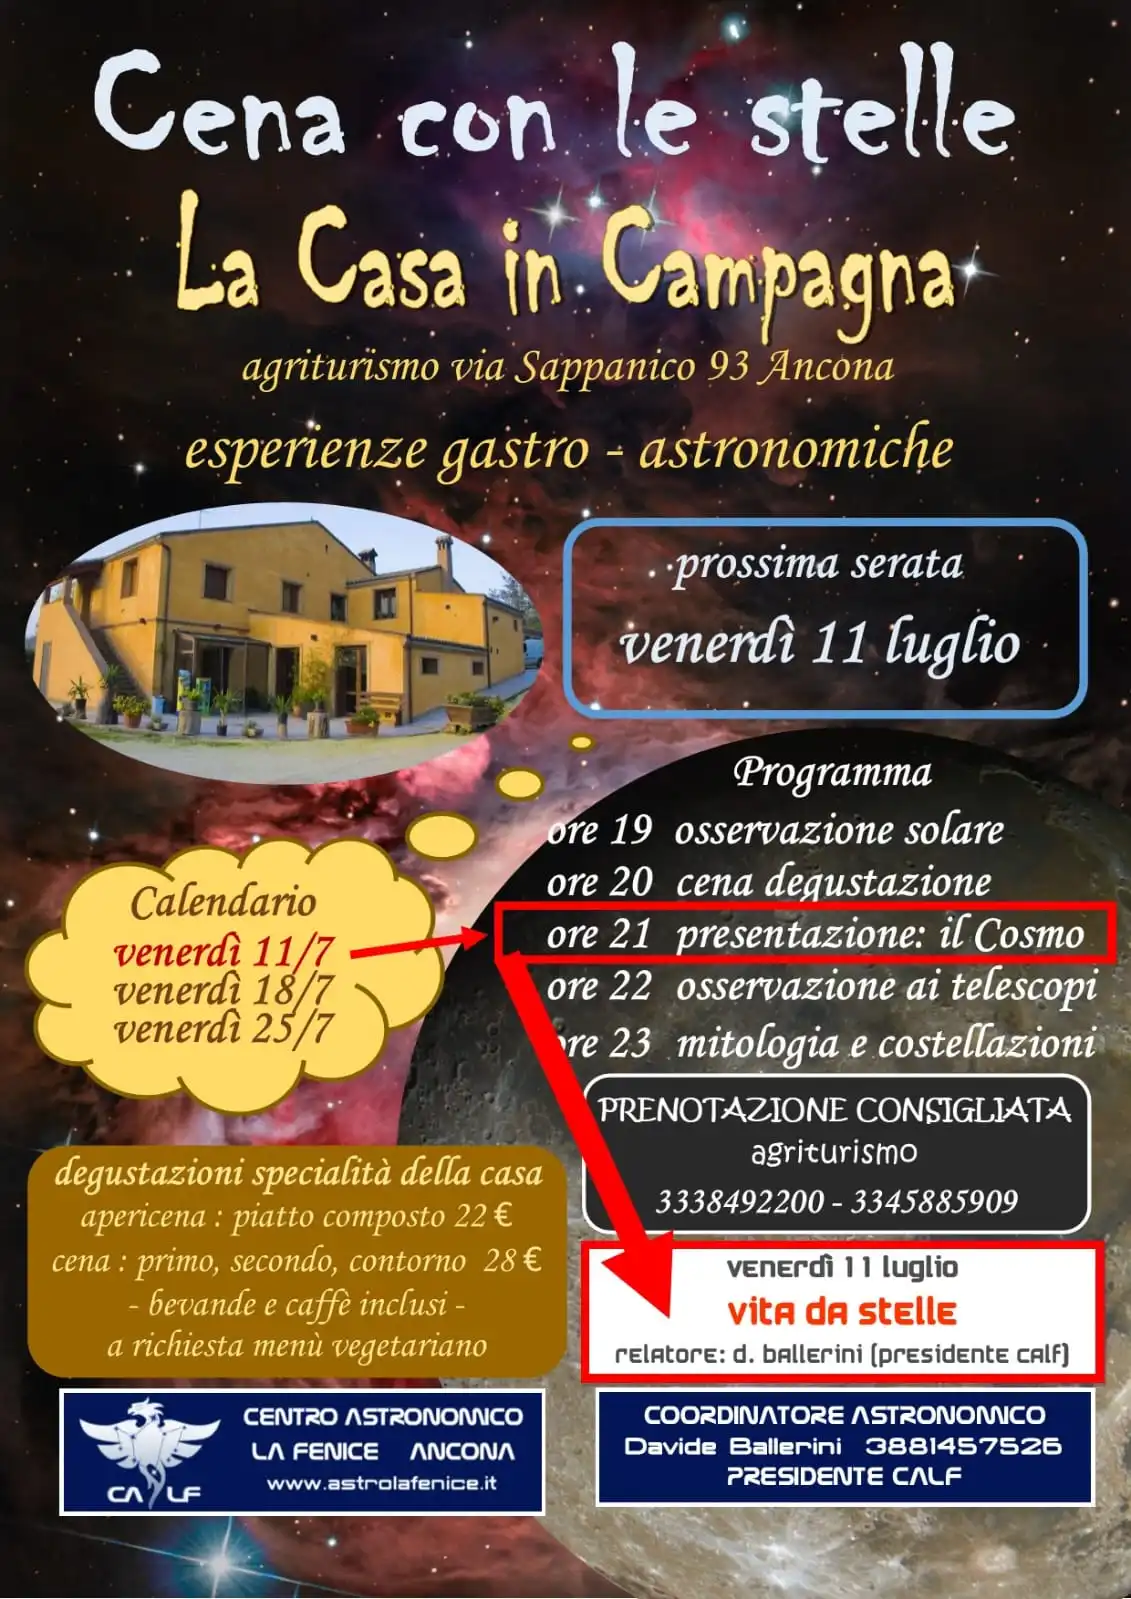 Cena con le stelle
La Casa in Campagna
agriturismo via Sappanico 93 Ancona
esperienze gastro - astronomiche
prossima serata
venerdì 11 luglio
Programma
ore 19 osservazione solare
ore 20 cena degustazione
ore 21 presentazione: il Cosmo
ore 22 osservazione ai telescopi
ore 23 mitologia e costellazioni
Calendario
venerdì 11/7
venerdì 18/7
venerdì 25/7
PRENOTAZIONE CONSIGLIATA
agriturismo
3338492200 - 3345885909
degustazioni specialità della casa
apericena : piatto composto 22 €
cena : primo, secondo, contorno 28 €
- bevande e caffè inclusi -
a richiesta menù vegetariano
venerdì 11 luglio
vita da stelle
relatore: d. ballerini (presidente calf)
CENTRO ASTRONOMICO
LA FENICE ANCONA
www.astrolafenice.it
CA LF
COORDINATORE ASTRONOMICO
Davide Ballerini 3881457526
PRESIDENTE CALF